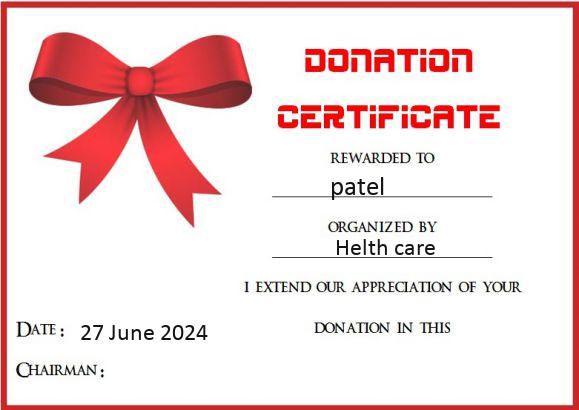 DONATION
CERTIFICATE
REWARDED TO
patel
ORGANIZED BY
Helth care
I EXTEND OUR APPRECIATION OF YOUR
DONATION IN THIS
DATE: 27 June 2024
CHAIRMAN: